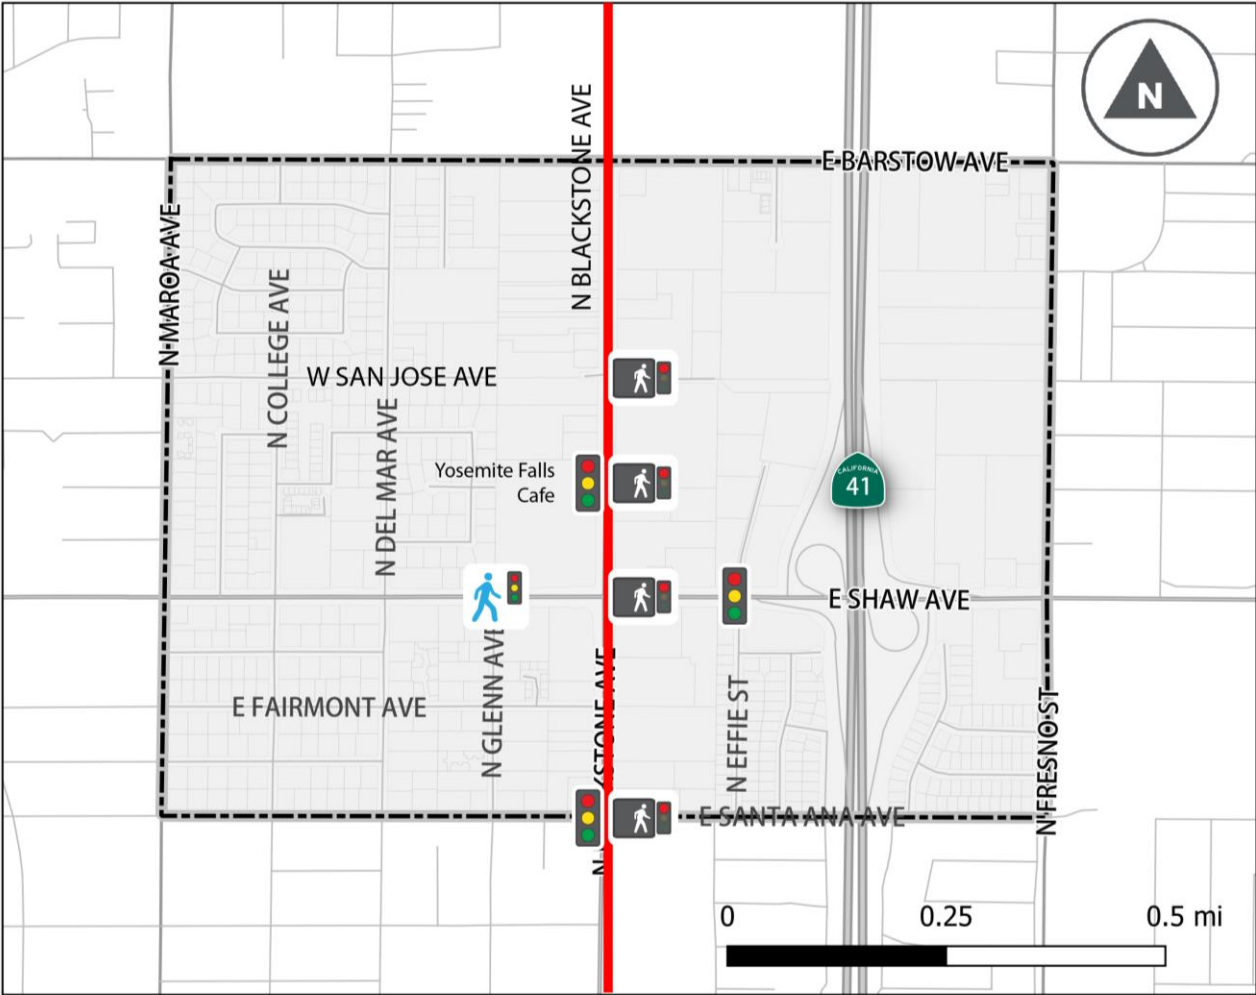 N
N BLACKSTONE AVE
E BARSTOW AVE
N MAROA AVE
N COLLEGE AVE
W SAN JOSE AVE
N DEL MAR AVE
Yosemite Falls
Cafe
CALIFORNIA
41
E SHAW AVE
N GLENN AVE
E FAIRMONT AVE
N EFFIE ST
N FRESNO ST
E SANTA ANA AVE
0
0.25
0.5 mi